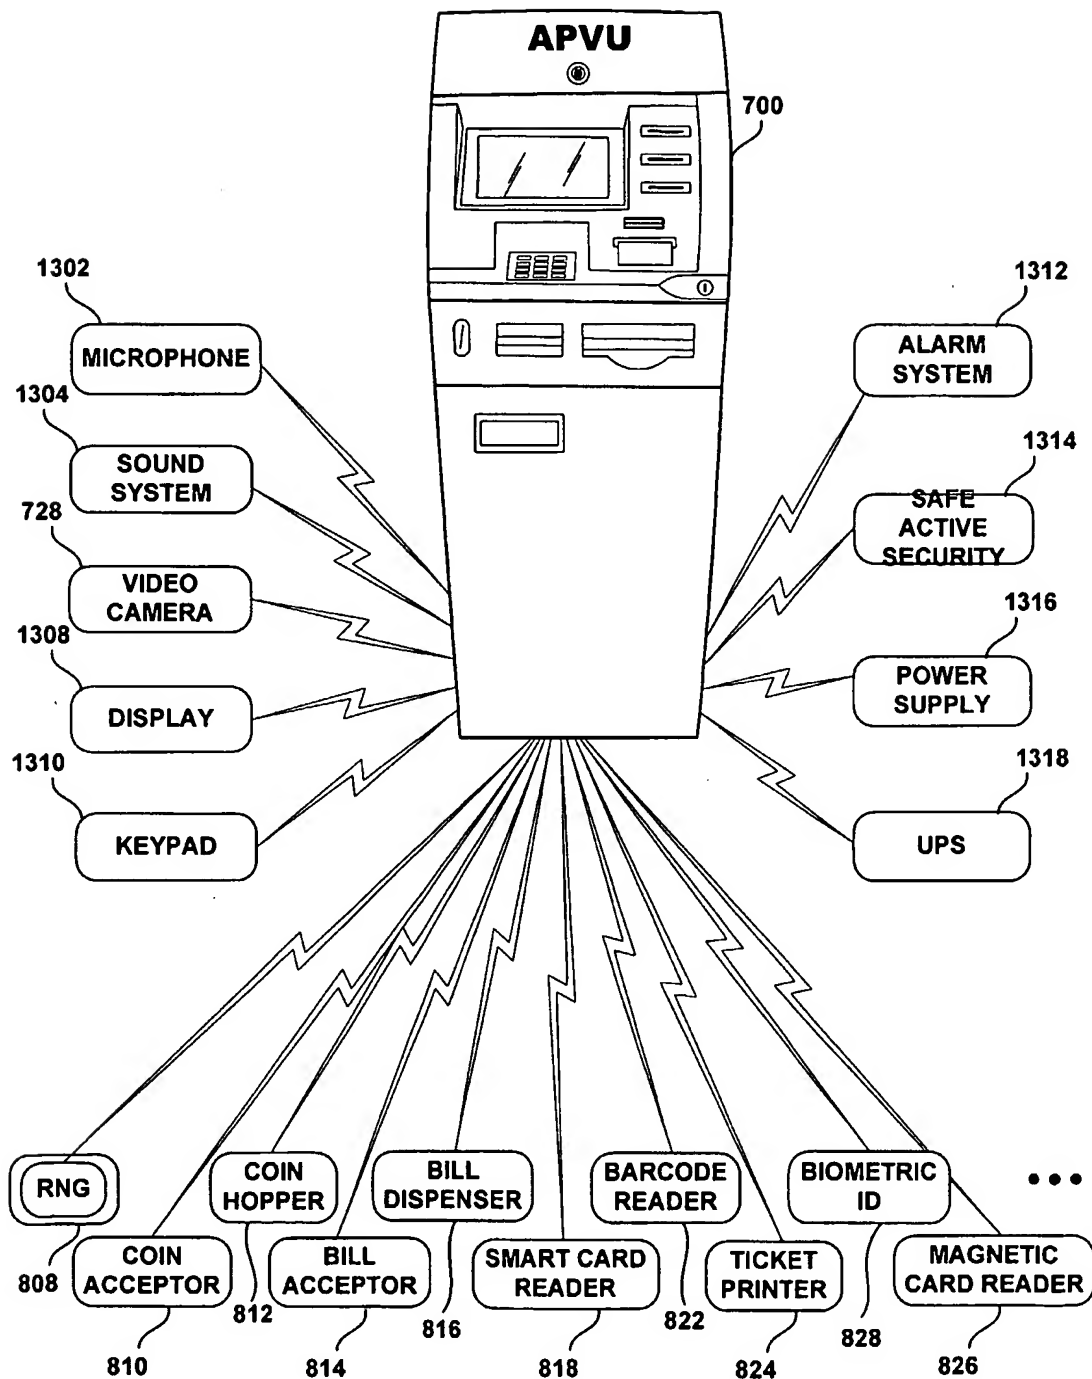 APVU
700
1302
MICROPHONE
1304
SOUND
SYSTEM
728
VIDEO
CAMERA
1308
DISPLAY
1310
KEYPAD
1312
ALARM
SYSTEM
1314
SAFE
ACTIVE
SECURITY
1316
POWER
SUPPLY
1318
UPS
RNG
808
COIN
ACCEPTOR
810
COIN
HOPPER
812
BILL
ACCEPTOR
814
BILL
DISPENSER
816
SMART CARD
READER
818
BARCODE
READER
822
TICKET
PRINTER
824
BIOMETRIC
ID
828
MAGNETIC
CARD READER
826
•••